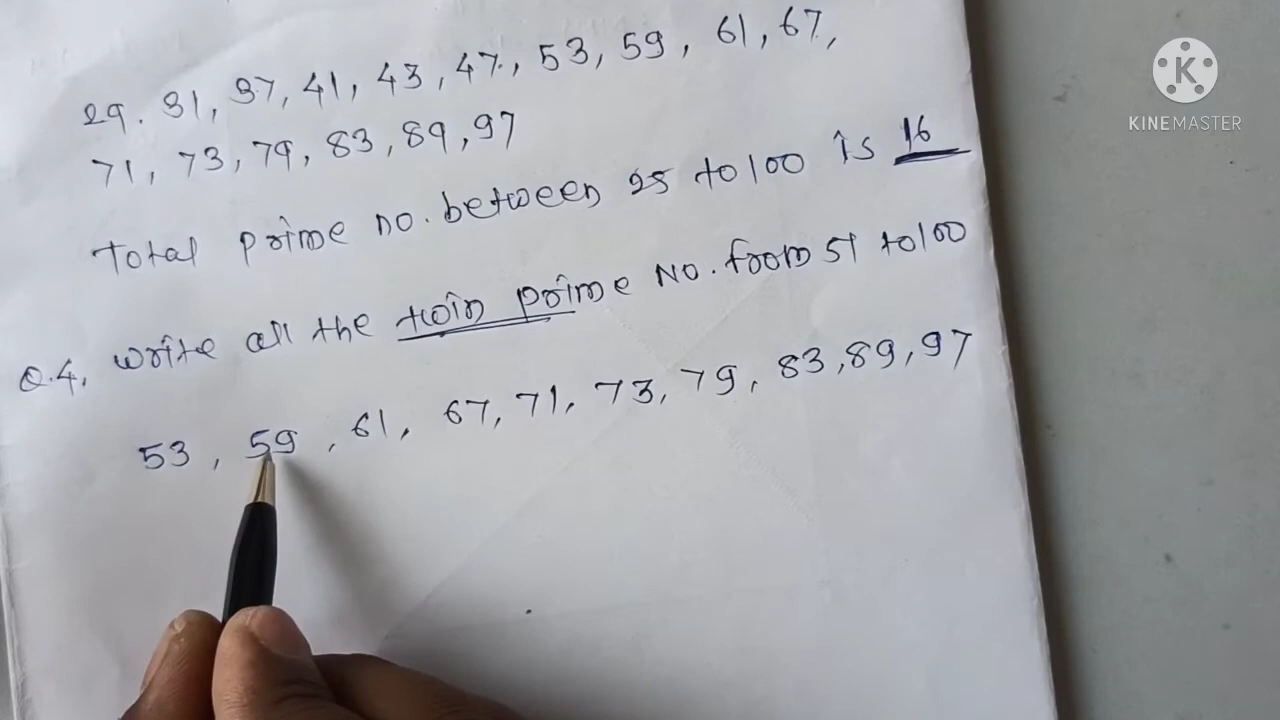 29. 31, 37, 41, 43, 47, 53, 59, 61, 67,
71, 73, 79, 83, 89, 97
Total prime no. between 25 to 100 is 16
Q.4. Write all the twin prime No. from 51 to 100
53, 59, 61, 67, 71, 73, 79, 83, 89, 97
KINEMASTER